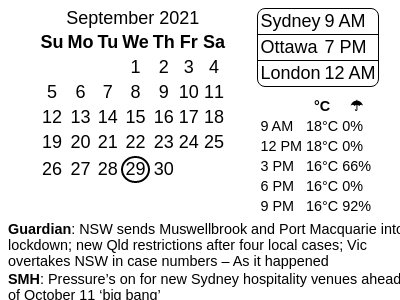 September 2021
Su Mo Tu We Th Fr Sa
1 2 3 4
5 6 7 8 9 10 11
12 13 14 15 16 17 18
19 20 21 22 23 24 25
26 27 28 29 30
Sydney 9 AM
Ottawa 7 PM
London 12 AM
°C ☂
9 AM 18°C 0%
12 PM 18°C 0%
3 PM 16°C 66%
6 PM 16°C 0%
9 PM 16°C 92%
Guardian: NSW sends Muswellbrook and Port Macquarie into
lockdown; new Qld restrictions after four local cases; Vic
overtakes NSW in case numbers – As it happened
SMH: Pressure's on for new Sydney hospitality venues ahead
of October 11 ‘big bang’